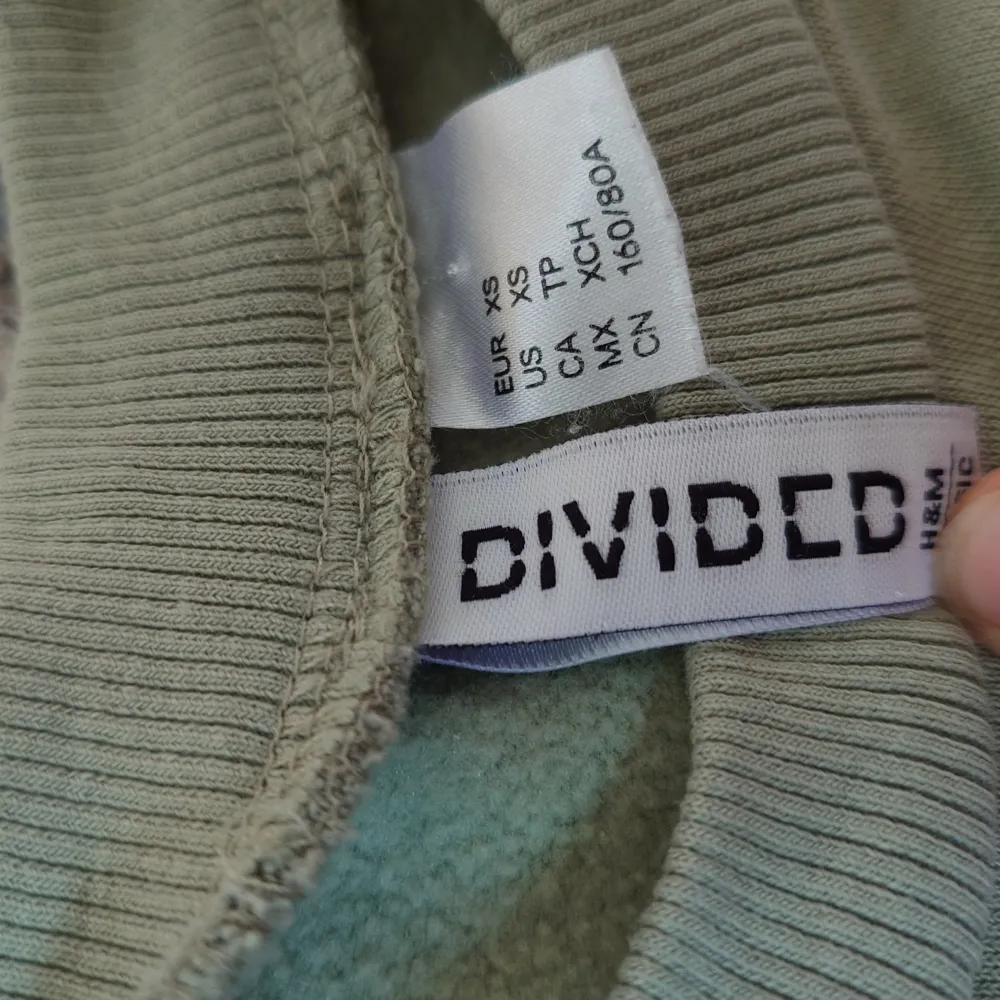 EUR XS
US XS
CA TP
MX XCH
CN 160/80A
DIVIDED
H&M